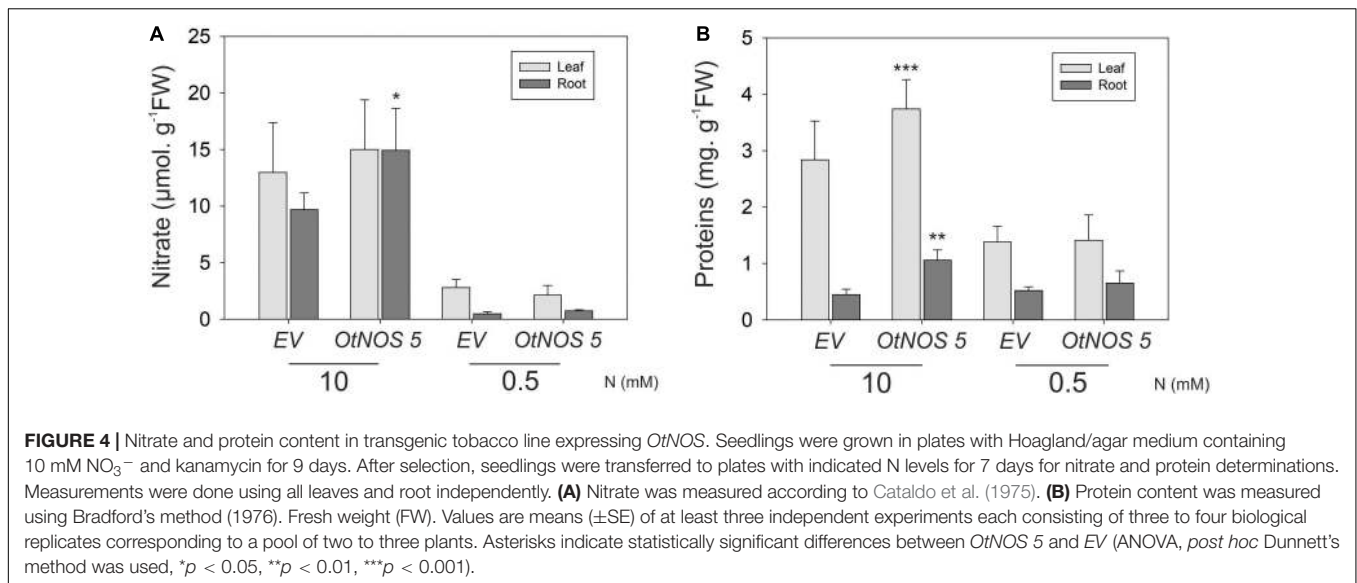 A
25
20
15
10
5
0
Nitrate (µmol. g⁻¹FW)
Leaf
Root
*
EV OtNOS 5 EV OtNOS 5
10 0.5 N (mM)
B
5
4
3
2
1
0
Proteins (mg. g⁻¹FW)
Leaf
Root
***
**
EV OtNOS 5 EV OtNOS 5
10 0.5 N (mM)
FIGURE 4 | Nitrate and protein content in transgenic tobacco line expressing OtNOS. Seedlings were grown in plates with Hoagland/agar medium containing
10 mM NO₃⁻ and kanamycin for 9 days. After selection, seedlings were transferred to plates with indicated N levels for 7 days for nitrate and protein determinations.
Measurements were done using all leaves and root independently. (A) Nitrate was measured according to Cataldo et al. (1975). (B) Protein content was measured
using Bradford's method (1976). Fresh weight (FW). Values are means (±SE) of at least three independent experiments each consisting of three to four biological
replicates corresponding to a pool of two to three plants. Asterisks indicate statistically significant differences between OtNOS 5 and EV (ANOVA, post hoc Dunnett's
method was used, *p < 0.05, **p < 0.01, ***p < 0.001).